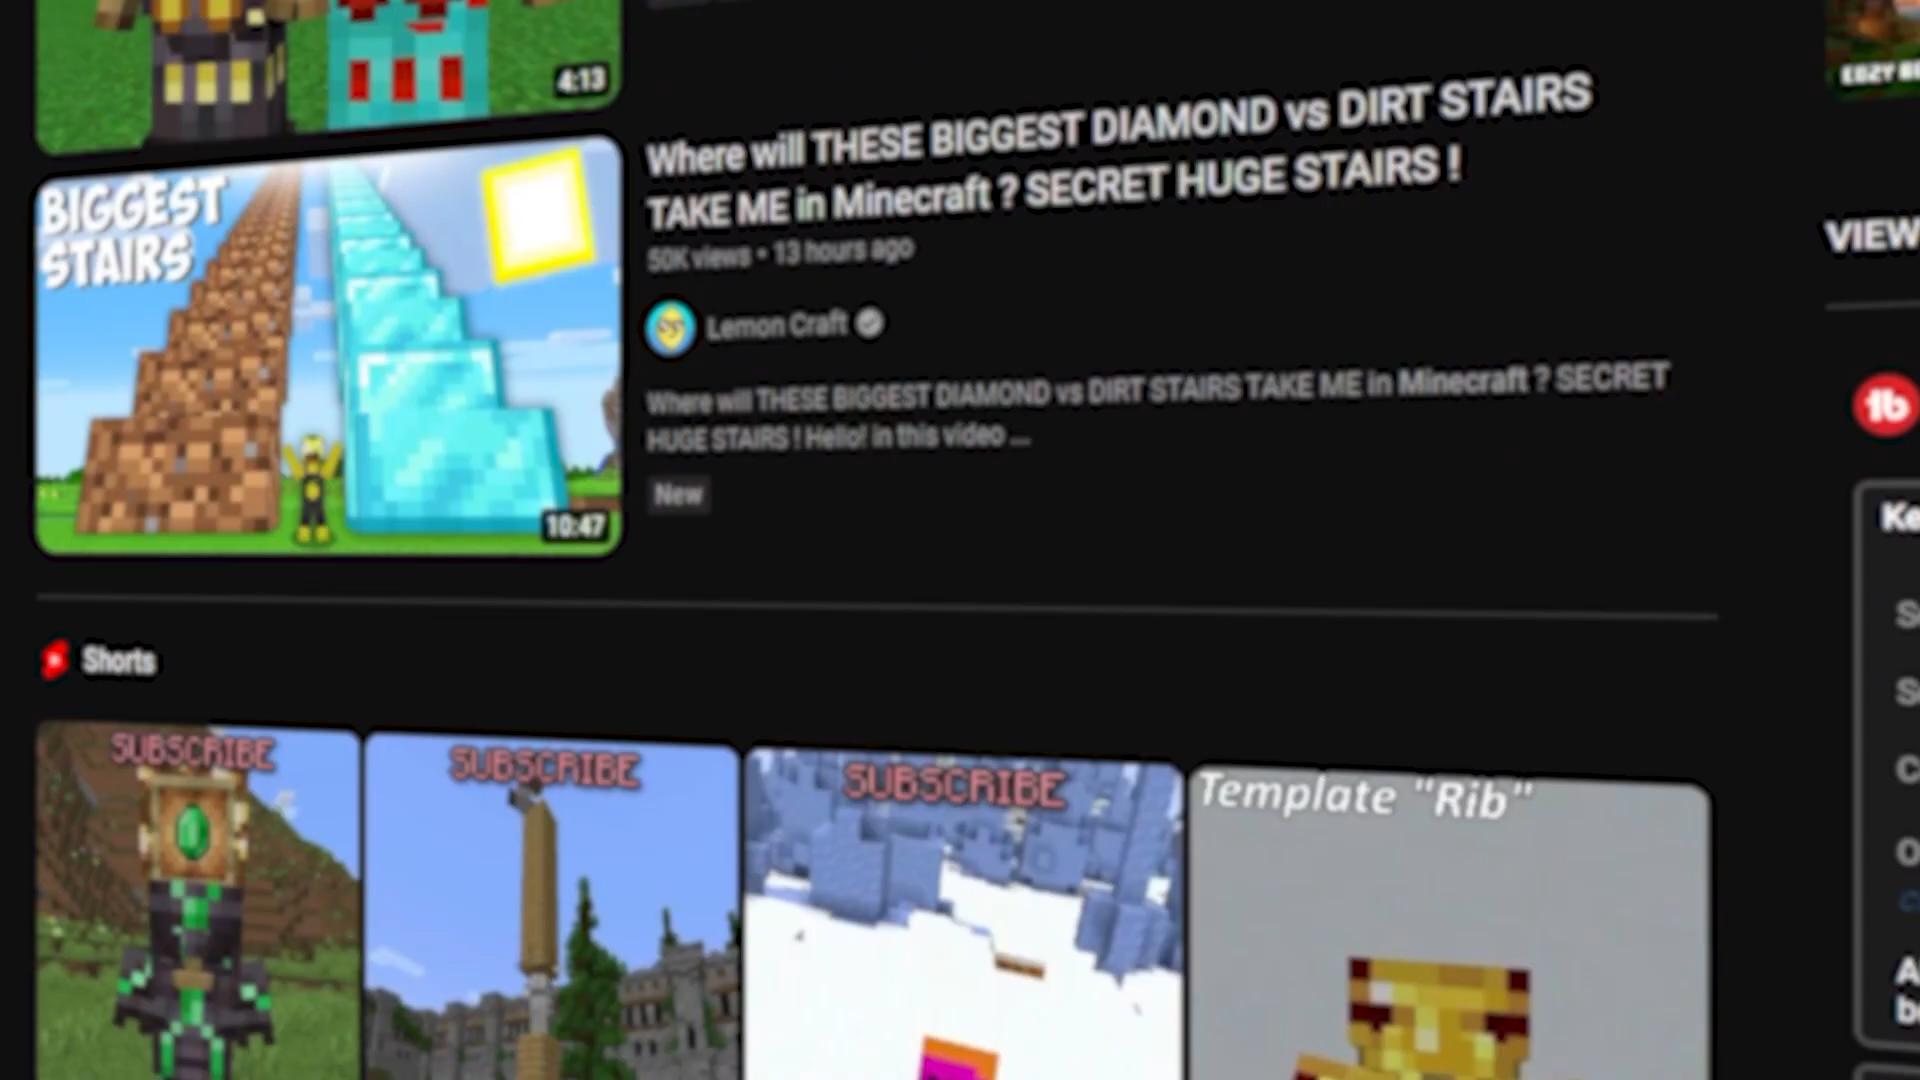 4:13
BIGGEST
STAIRS
10:47
Where will THESE BIGGEST DIAMOND vs DIRT STAIRS
TAKE ME in Minecraft ? SECRET HUGE STAIRS !
50K views • 13 hours ago
Lemon Craft
Where will THESE BIGGEST DIAMOND vs DIRT STAIRS TAKE ME in Minecraft ? SECRET
HUGE STAIRS ! Hello! in this video ...
New
Shorts
SUBSCRIBE
SUBSCRIBE
SUBSCRIBE
Template "Rib"
VIEW
tb